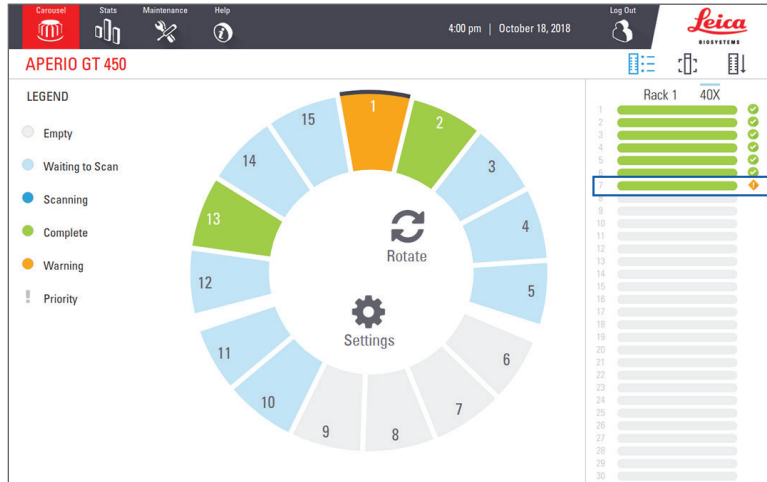 Carousel Stats Maintenance Help
4:00 pm | October 18, 2018
Log Out
Leica
BIOSYSTEMS
APERIO GT 450
LEGEND
Empty
Waiting to Scan
Scanning
Complete
Warning
! Priority
1
2
3
4
5
6
7
8
9
10
11
12
13
14
15
Rotate
Settings
Rack 1 40X
1
2
3
4
5
6
7
8
9
10
11
12
13
14
15
16
17
18
19
20
21
22
23
24
25
26
27
28
29
30